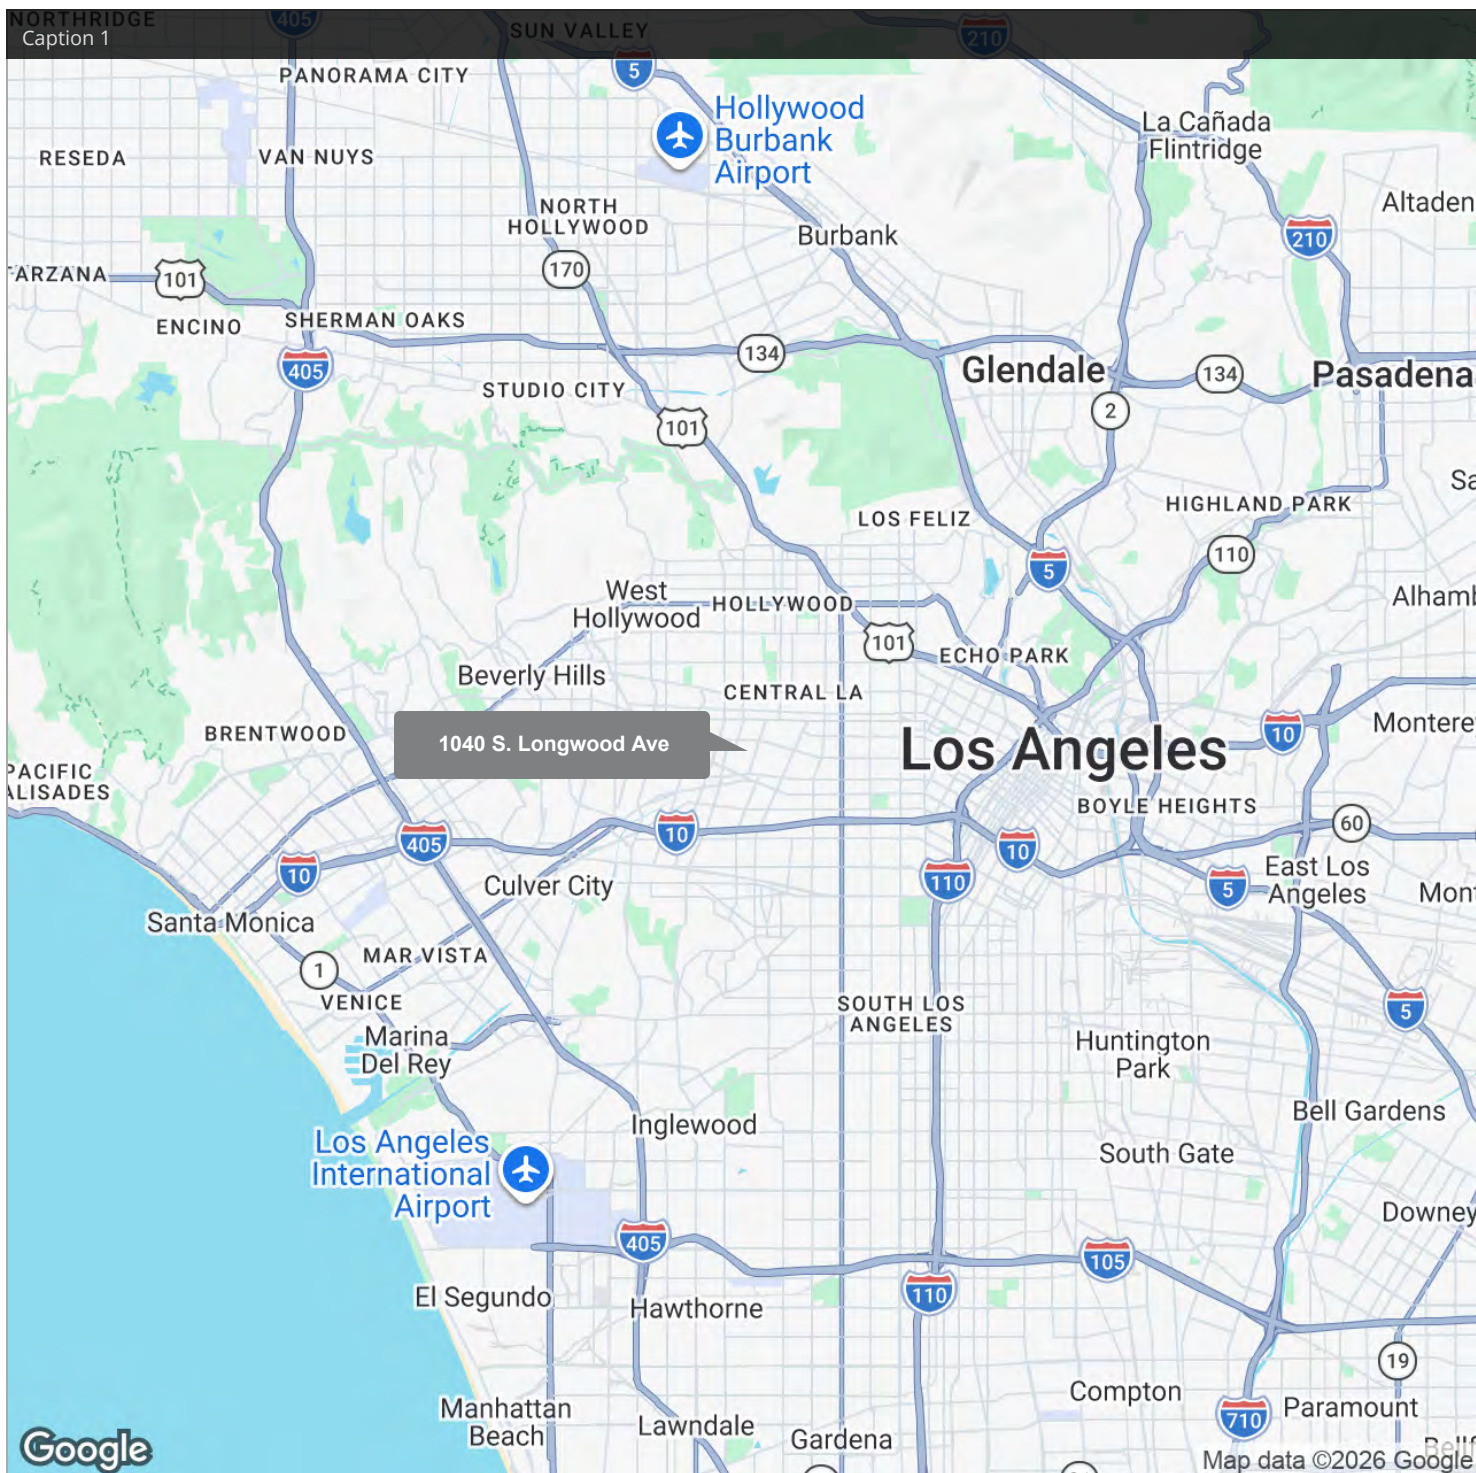 NORTHRIDGE
405
SUN VALLEY
210
Caption 1
PANORAMA CITY
5
Hollywood
Burbank
Airport
La Cañada
Flintridge
RESEDA
VAN NUYS
Altaden
NORTH
HOLLYWOOD
Burbank
210
170
TARZANA
101
ENCINO
SHERMAN OAKS
405
134
Glendale
134
Pasadena
STUDIO CITY
2
101
HIGHLAND PARK
LOS FELIZ
110
5
West
Hollywood
HOLLYWOOD
Alhamb
101
ECHO PARK
Beverly Hills
CENTRAL LA
BRENTWOOD
1040 S. Longwood Ave
Los Angeles
10
Montere
PACIFIC
ALISADES
BOYLE HEIGHTS
60
10
405
10
10
110
East Los
Angeles
5
Mont
Culver City
Santa Monica
MAR VISTA
1
VENICE
SOUTH LOS
ANGELES
5
Marina
Del Rey
Huntington
Park
Bell Gardens
Inglewood
Los Angeles
International
Airport
South Gate
Downey
405
105
110
El Segundo
Hawthorne
19
Compton
Paramount
710
Manhattan
Beach
Lawndale
Gardena
Google
Map data ©2026 Google